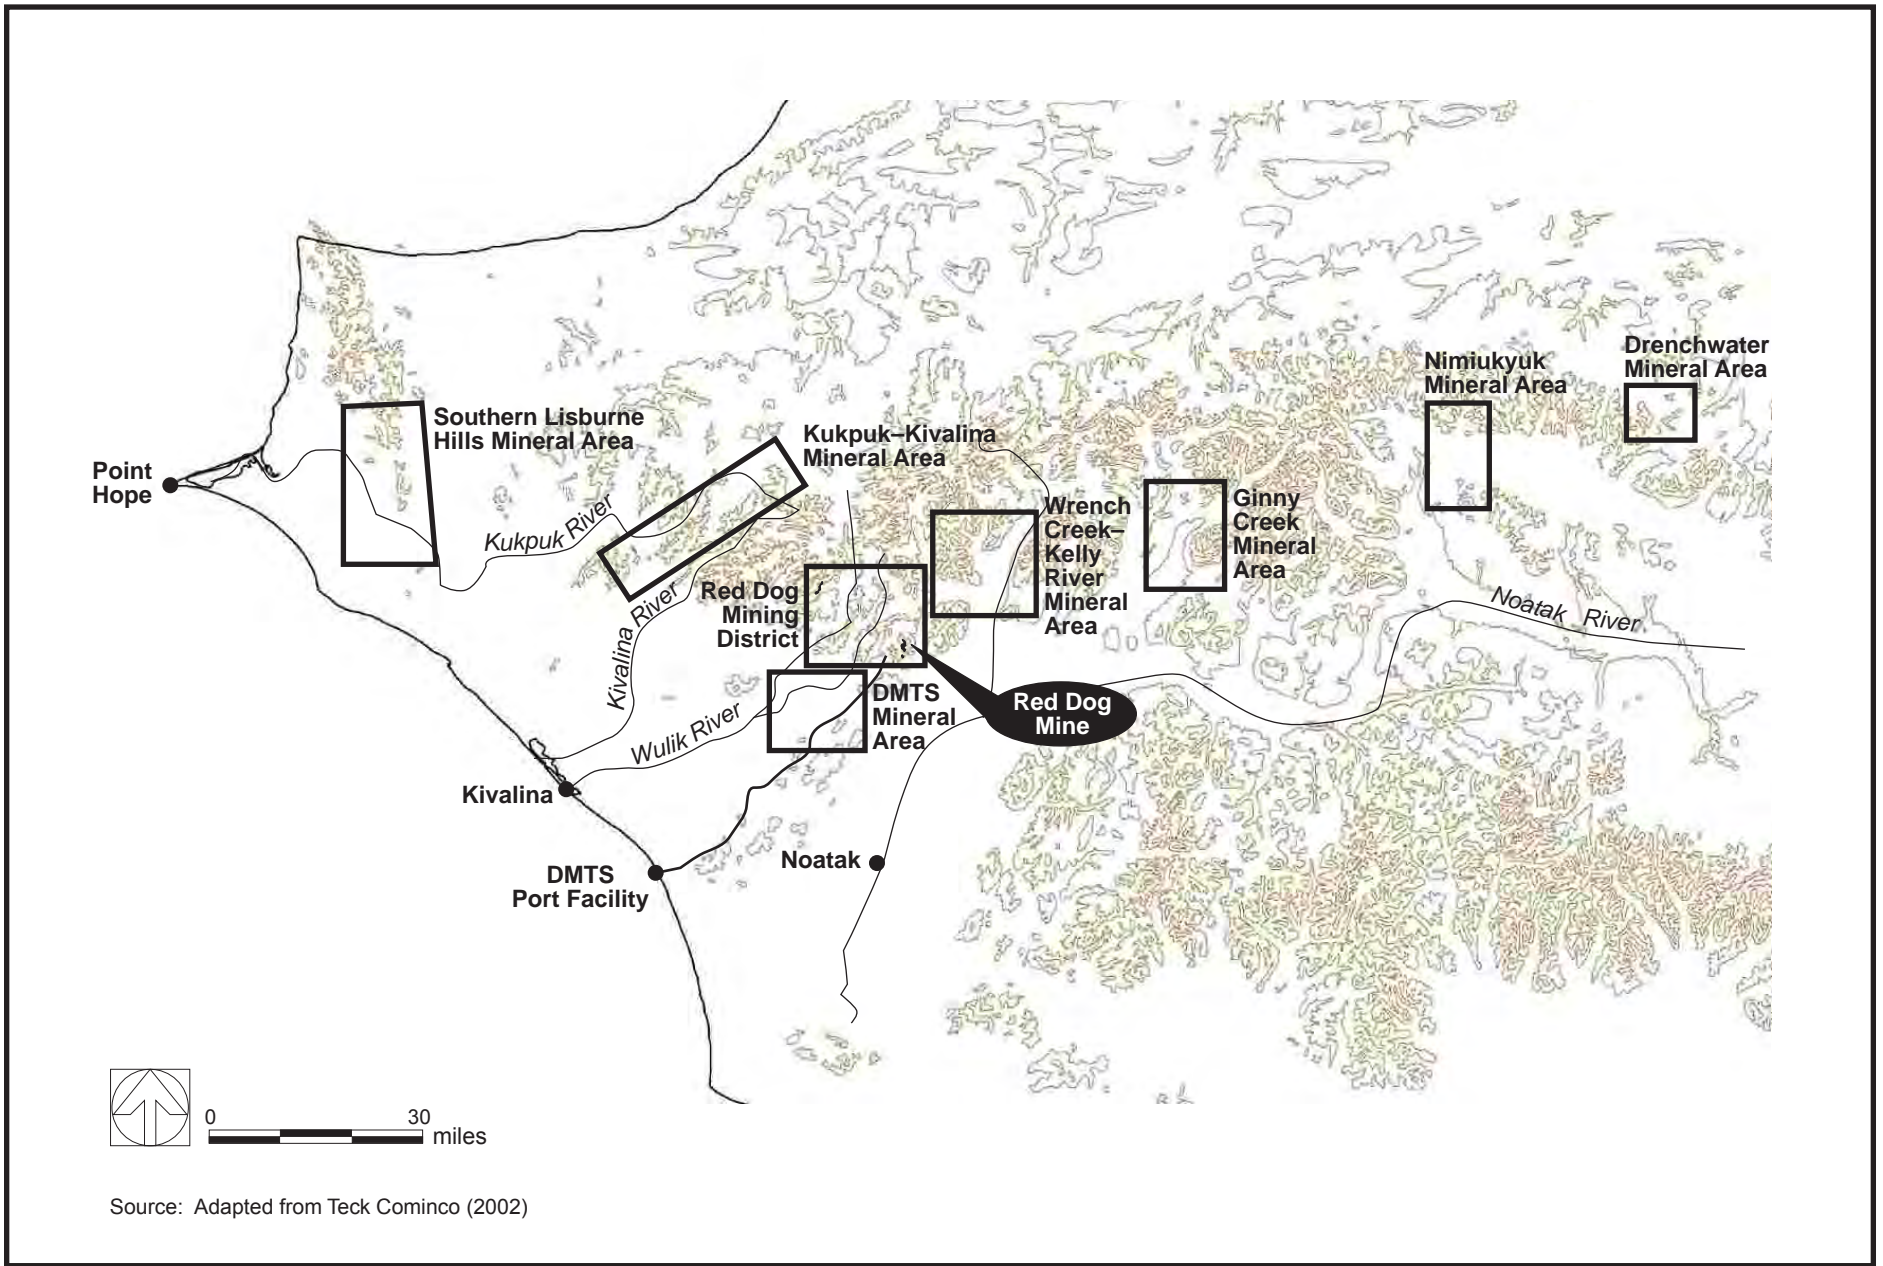 Drenchwater
Mineral Area
Nimiukyuk
Mineral Area
Southern Lisburne
Hills Mineral Area
Kukpuk–Kivalina
Mineral Area
Point
Hope
Wrench
Creek–
Kelly
River
Mineral
Area
Ginny
Creek
Mineral
Area
Kukpuk River
Red Dog
Mining
District
Kivalina River
Noatak River
DMTS
Mineral
Area
Red Dog
Mine
Wulik River
Kivalina
Noatak
DMTS
Port Facility
0 30
miles
Source: Adapted from Teck Cominco (2002)